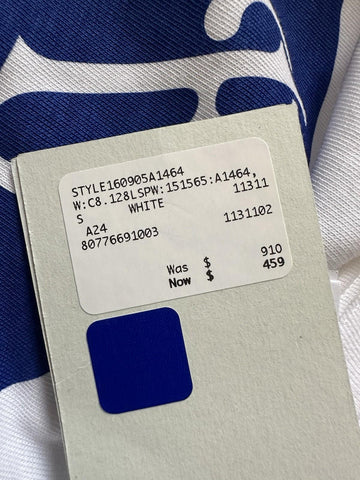 STYLE160905A1464
W:C8.128LSPW:151565:A1464,
S WHITE 11311
A24 1131102
80776691003
Was $ 910
Now $ 459